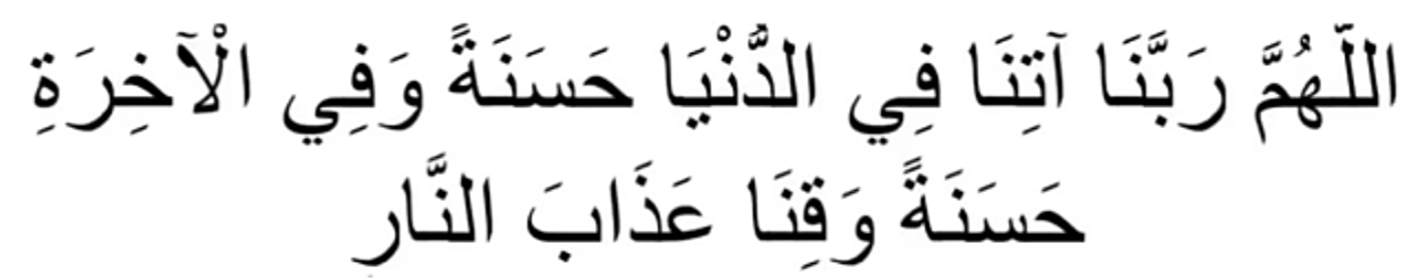 اللَّهُمَّ رَبَّنَا آتِنَا فِي الدُّنْيَا حَسَنَةً وَفِي الْآخِرَةِ
حَسَنَةً وَقِنَا عَذَابَ النَّارِ